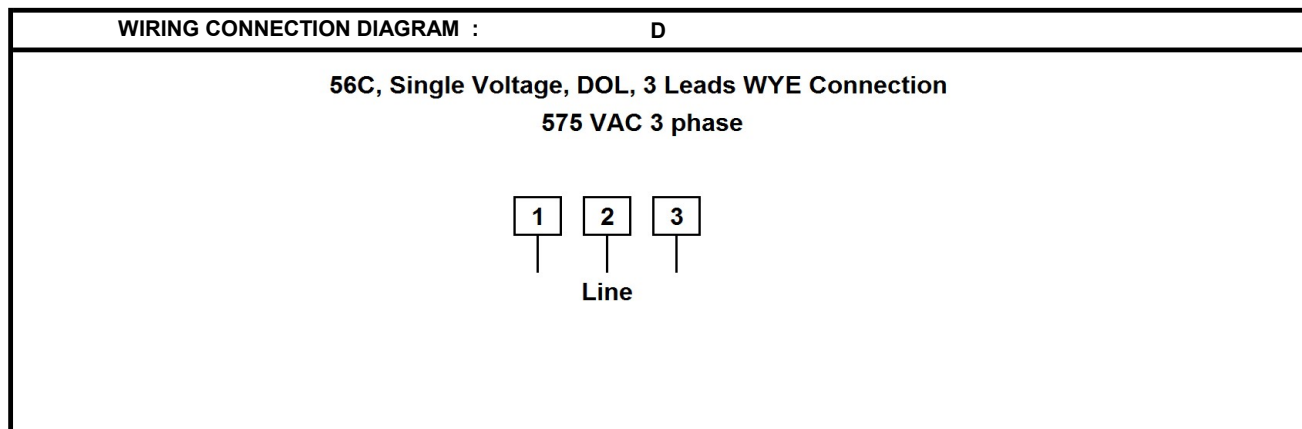 WIRING CONNECTION DIAGRAM : D
56C, Single Voltage, DOL, 3 Leads WYE Connection
575 VAC 3 phase
1 2 3
Line